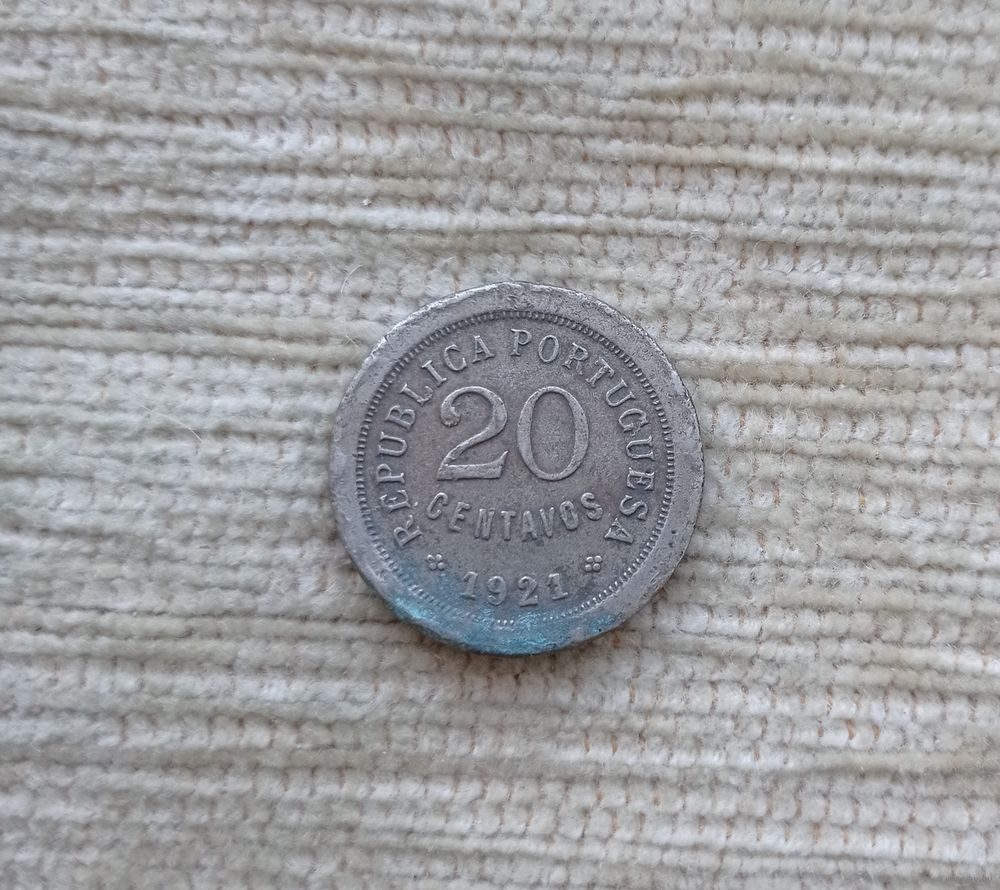 REPUBLICA PORTUGUESA
20
CENTAVOS
1921